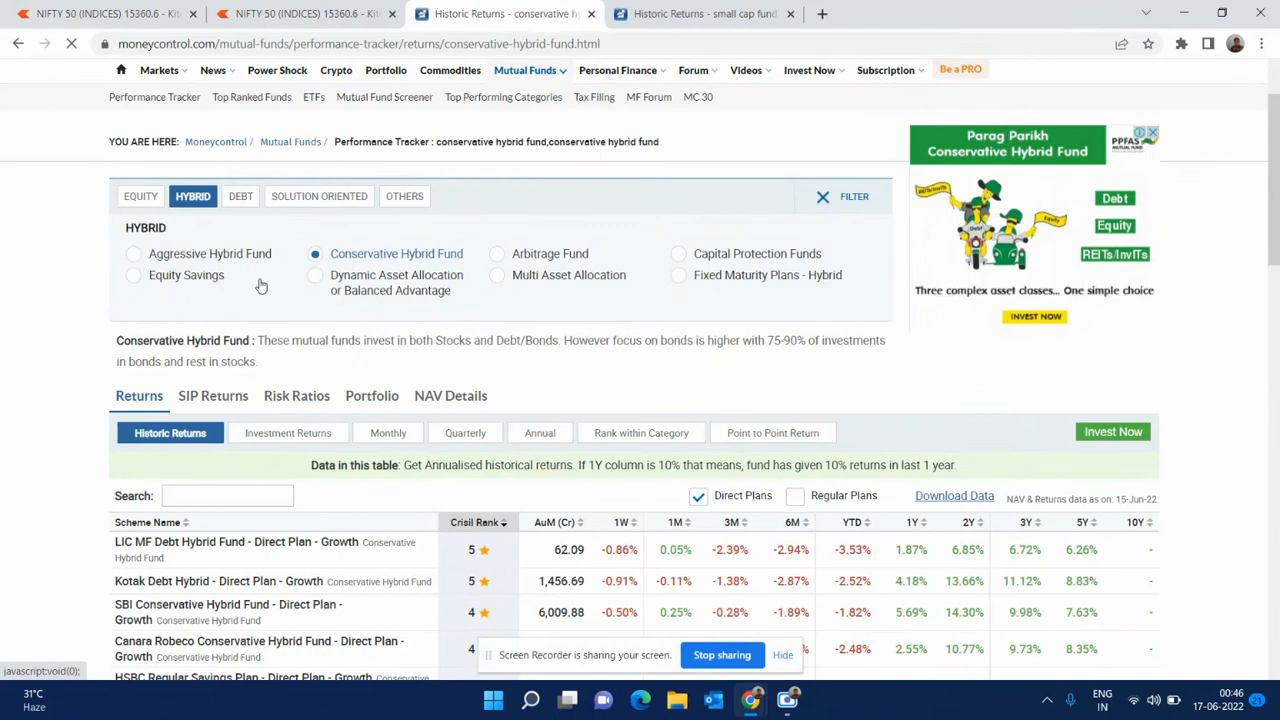 NIFTY 50 (INDICES) 15360.6 - Kite
NIFTY 50 (INDICES) 15360.6 - Kite
Historic Returns - conservative hy
Historic Returns - small cap fund,
moneycontrol.com/mutual-funds/performance-tracker/returns/conservative-hybrid-fund.html
Markets News Power Shock Crypto Portfolio Commodities Mutual Funds Personal Finance Forum Videos Invest Now Subscription Be a PRO
Performance Tracker Top Ranked Funds ETFs Mutual Fund Screener Top Performing Categories Tax Filing MF Forum MC 30
YOU ARE HERE: Moneycontrol / Mutual Funds / Performance Tracker : conservative hybrid fund,conservative hybrid fund
Parag Parikh
Conservative Hybrid Fund
PPFAS
MUTUAL FUND
REITs/InvITs
Equity
Debt
Debt
Equity
REITs/InvITs
Three complex asset classes... One simple choice
INVEST NOW
EQUITY HYBRID DEBT SOLUTION ORIENTED OTHERS FILTER
HYBRID
Aggressive Hybrid Fund Conservative Hybrid Fund Arbitrage Fund Capital Protection Funds
Equity Savings Dynamic Asset Allocation Multi Asset Allocation Fixed Maturity Plans - Hybrid
or Balanced Advantage
Conservative Hybrid Fund : These mutual funds invest in both Stocks and Debt/Bonds. However focus on bonds is higher with 75-90% of investments
in bonds and rest in stocks.
Returns SIP Returns Risk Ratios Portfolio NAV Details
Historic Returns Investment Returns Monthly Quarterly Annual Rank within Category Point to Point Return Invest Now
Data in this table: Get Annualised historical returns. If 1Y column is 10% that means, fund has given 10% returns in last 1 year.
Search: Direct Plans Regular Plans Download Data NAV & Returns data as on: 15-Jun-22.
Scheme Name Crisil Rank AuM (Cr) 1W 1M 3M 6M YTD 1Y 2Y 3Y 5Y 10Y
LIC MF Debt Hybrid Fund - Direct Plan - Growth Conservative
Hybrid Fund
5 62.09 -0.86% 0.05% -2.39% -2.94% -3.53% 1.87% 6.85% 6.72% 6.26% -
Kotak Debt Hybrid - Direct Plan - Growth Conservative Hybrid Fund 5 1,456.69 -0.91% -0.11% -1.38% -2.87% -2.52% 4.18% 13.66% 11.12% 8.83% -
SBI Conservative Hybrid Fund - Direct Plan -
Growth Conservative Hybrid Fund
4 6,009.88 -0.50% 0.25% -0.28% -1.89% -1.82% 5.69% 14.30% 9.98% 7.63% -
Canara Robeco Conservative Hybrid Fund - Direct Plan -
Growth Conservative Hybrid Fund
4 -2.48% 2.55% 10.77% 9.73% 8.35% -
HSBC Regular Savings Plan - Direct Plan - Growth
Screen Recorder is sharing your screen. Stop sharing Hide
javascript:void(0);
31°C
Haze
ENG
IN
00:46
17-06-2022
21